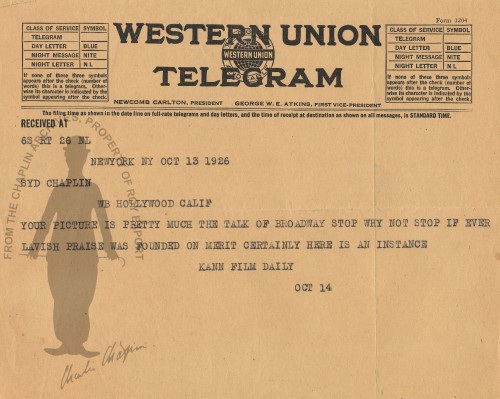 Form 1204
CLASS OF SERVICE SYMBOL
TELEGRAM
DAY LETTER BLUE
NIGHT MESSAGE NITE
NIGHT LETTER N L
If none of these three symbols appears after the check (number of words) this is a telegram. Otherwise its character is indicated by the symbol appearing after the check.
WESTERN UNION
WESTERN UNION
TELEGRAM
NEWCOMB CARLTON, PRESIDENT GEORGE W. E. ATKINS, FIRST VICE-PRESIDENT
CLASS OF SERVICE SYMBOL
TELEGRAM
DAY LETTER BLUE
NIGHT MESSAGE NITE
NIGHT LETTER N L
If none of these three symbols appears after the check (number of words) this is a telegram. Otherwise its character is indicated by the symbol appearing after the check.
The filing time as shown in the date line on full-rate telegrams and day letters, and the time of receipt at destination as shown on all messages, is STANDARD TIME.
RECEIVED AT
6S RT 26 NL
NEWYORK NY OCT 13 1926
SYD CHAPLIN
WB HOLLYWOOD CALIF
YOUR PICTURE IS PRETTY MUCH THE TALK OF BROADWAY STOP WHY NOT STOP IF EVER
LAVISH PRAISE WAS FOUNDED ON MERIT CERTAINLY HERE IS AN INSTANCE
KANN FILM DAILY
OCT 14
FROM THE CHAPLIN ARCHIVES, PROPERTY OF ROY EXPORT
Charlie Chaplin